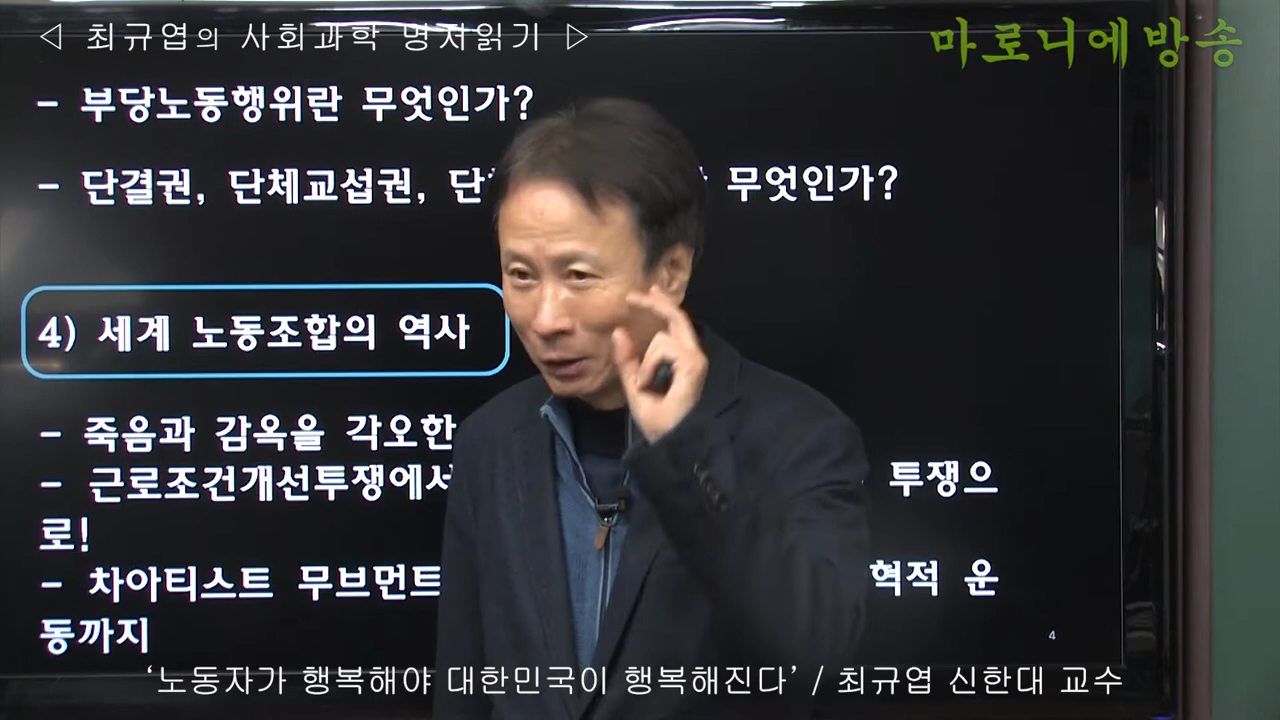 ◁ 최규엽의 사회과학 명저읽기 ▷
마로니에방송
- 부당노동행위란 무엇인가?
- 단결권, 단체교섭권, 무엇인가?
4) 세계 노동조합의 역사
- 죽음과 감옥을 각오한
- 근로조건개선투쟁에서 투쟁으
로!
- 차아티스트 무브먼트 혁적 운
동까지
4
‘노동자가 행복해야 대한민국이 행복해진다’ / 최규엽 신한대 교수